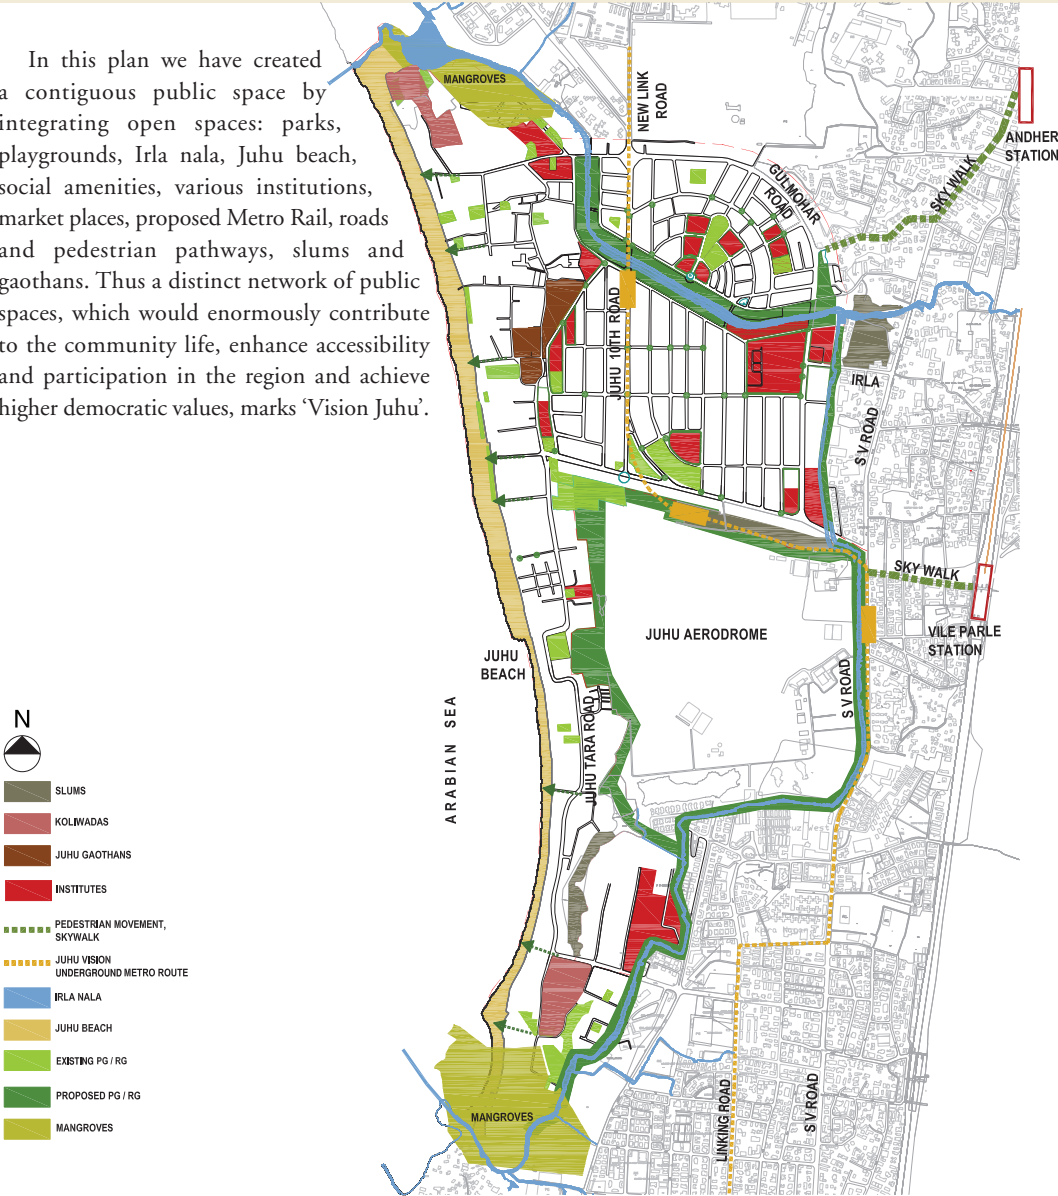 In this plan we have created
a contiguous public space by
integrating open spaces: parks,
playgrounds, Irla nala, Juhu beach,
social amenities, various institutions,
market places, proposed Metro Rail, roads
and pedestrian pathways, slums and
gaothans. Thus a distinct network of public
spaces, which would enormously contribute
to the community life, enhance accessibility
and participation in the region and achieve
higher democratic values, marks ‘Vision Juhu’.
MANGROVES
NEW LINK
ROAD
GULMOHAR
ROAD
SKY WALK
ANDHER
STATION
JUHU 10TH ROAD
IRLA
S V ROAD
SKY WALK
VILE PARLE
STATION
JUHU AERODROME
JUHU
BEACH
ARABIAN SEA
JUHU TARA ROAD
S V ROAD
MANGROVES
LINKING ROAD
S V ROAD
N
SLUMS
KOLIWADAS
JUHU GAOTHANS
INSTITUTES
PEDESTRIAN MOVEMENT,
SKYWALK
JUHU VISION
UNDERGROUND METRO ROUTE
IRLA NALA
JUHU BEACH
EXISTING PG / RG
PROPOSED PG / RG
MANGROVES